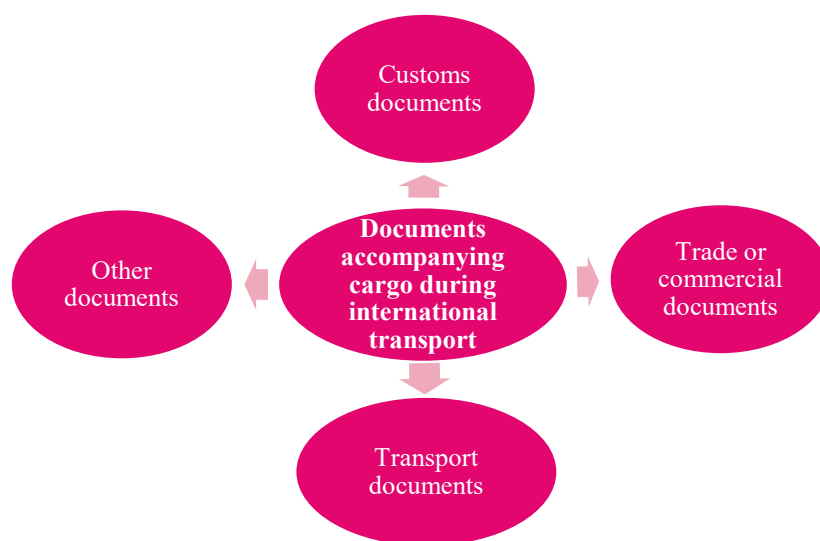 Customs
documents
Documents
accompanying
cargo during
international
transport
Other
documents
Trade or
commercial
documents
Transport
documents